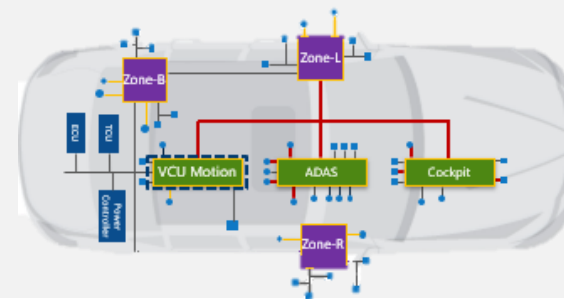 Zone-L
Zone-B
ECU
TCU
VCU Motion
ADAS
Cockpit
Power
Controller
Zone-R